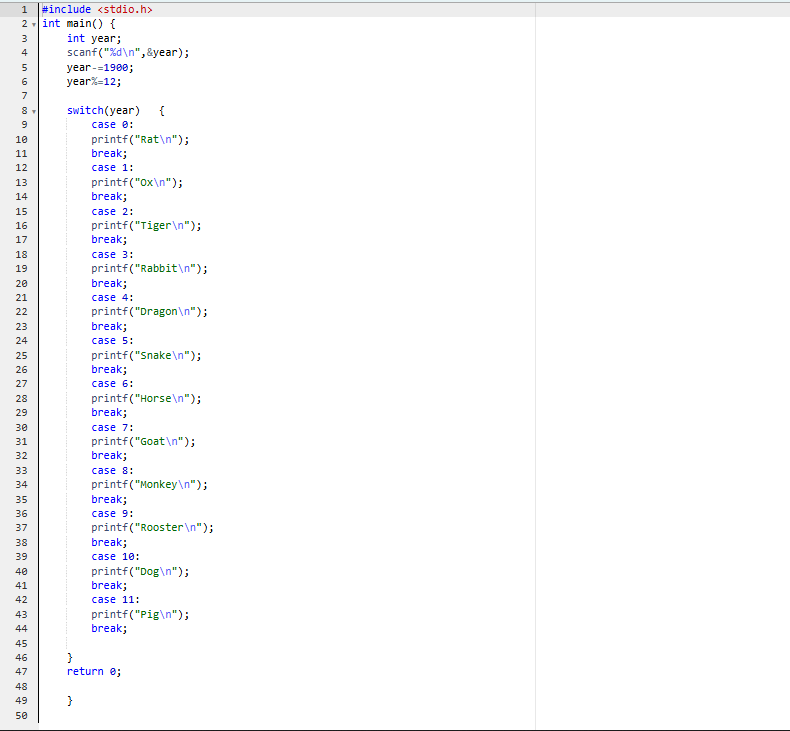 1 #include <stdio.h>
2 int main() {
3 int year;
4 scanf("%d\n",&year);
5 year-=1900;
6 year%=12;
7
8 switch(year) {
9 case 0:
10 printf("Rat\n");
11 break;
12 case 1:
13 printf("Ox\n");
14 break;
15 case 2:
16 printf("Tiger\n");
17 break;
18 case 3:
19 printf("Rabbit\n");
20 break;
21 case 4:
22 printf("Dragon\n");
23 break;
24 case 5:
25 printf("Snake\n");
26 break;
27 case 6:
28 printf("Horse\n");
29 break;
30 case 7:
31 printf("Goat\n");
32 break;
33 case 8:
34 printf("Monkey\n");
35 break;
36 case 9:
37 printf("Rooster\n");
38 break;
39 case 10:
40 printf("Dog\n");
41 break;
42 case 11:
43 printf("Pig\n");
44 break;
45
46 }
47 return 0;
48
49 }
50